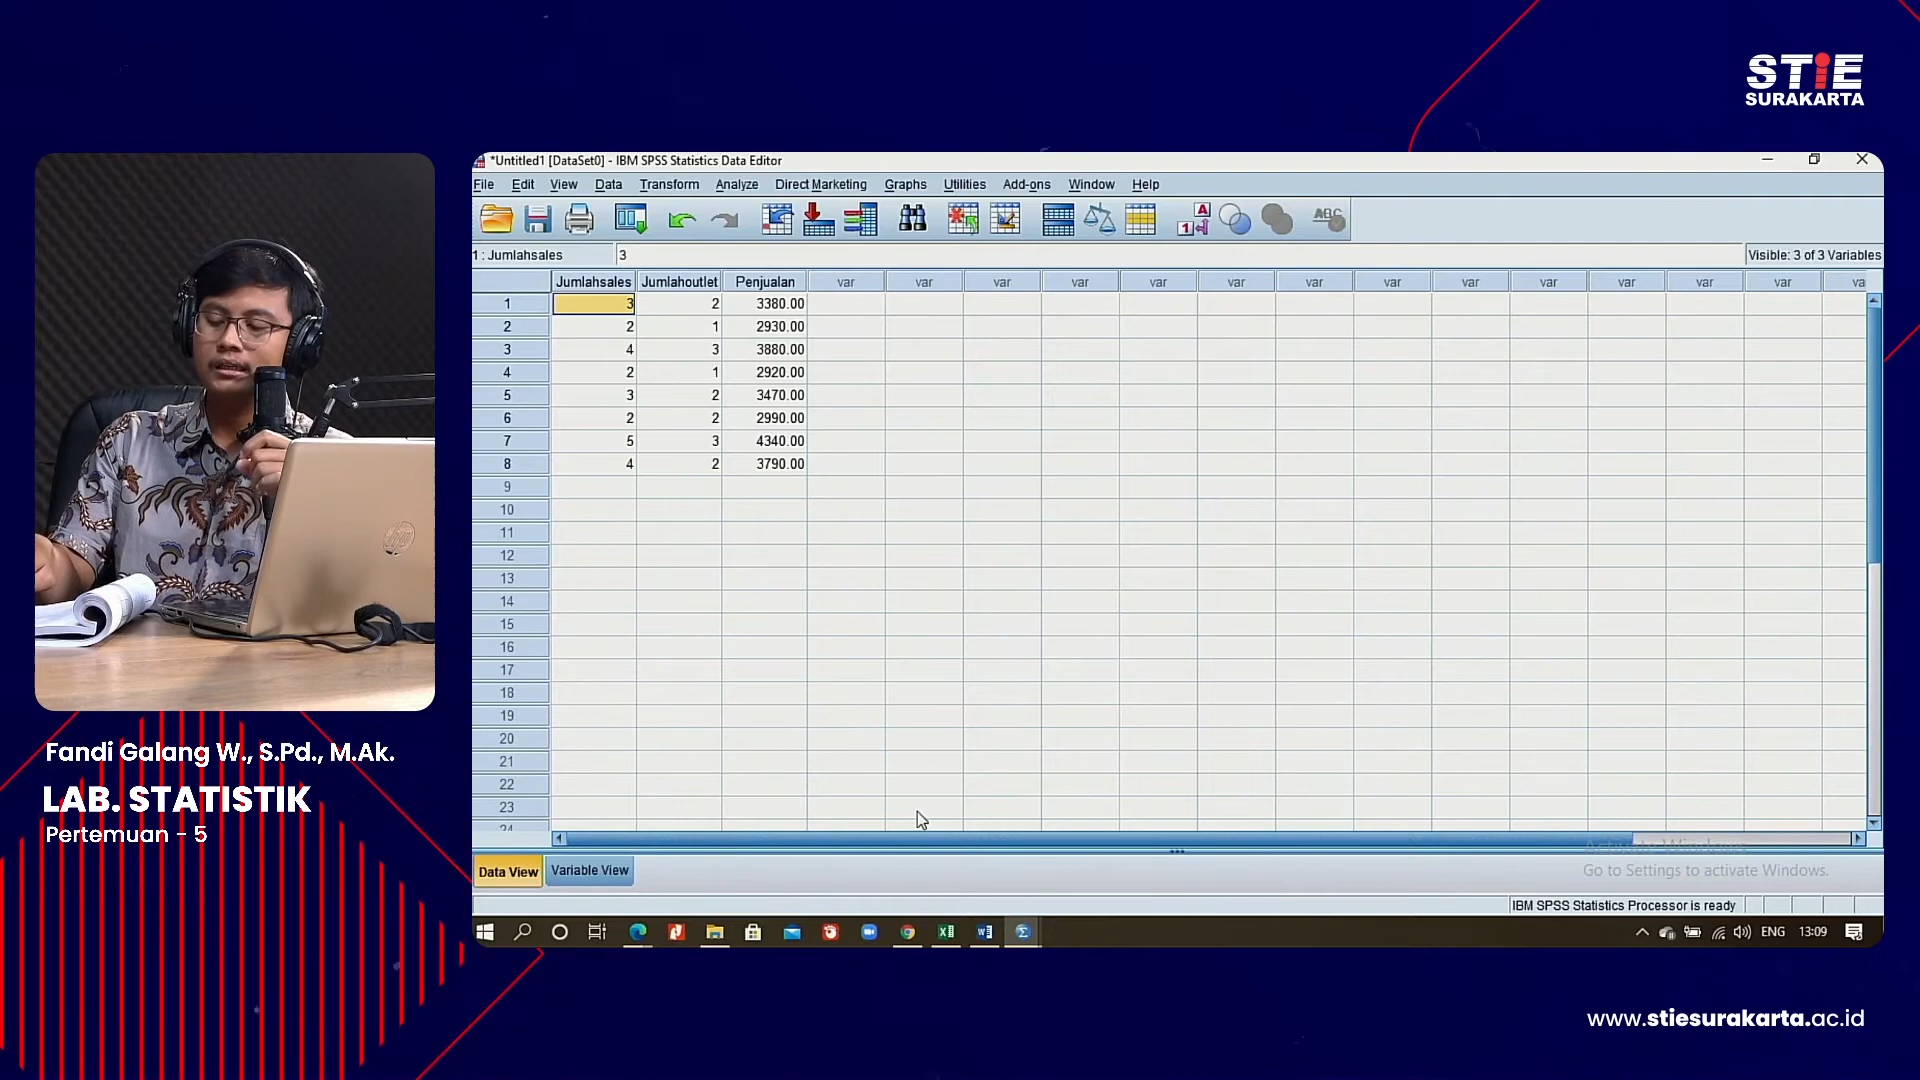 STiE
SURAKARTA
*Untitled1 [DataSet0] - IBM SPSS Statistics Data Editor
File Edit View Data Transform Analyze Direct Marketing Graphs Utilities Add-ons Window Help
1 : Jumlahsales 3 Visible: 3 of 3 Variables
Jumlahsales Jumlahoutlet Penjualan var var var var var var var var var var var var var va
1 3 2 3380.00
2 2 1 2930.00
3 4 3 3880.00
4 2 1 2920.00
5 3 2 3470.00
6 2 2 2990.00
7 5 3 4340.00
8 4 2 3790.00
9
10
11
12
13
14
15
16
17
18
19
20
21
22
23
24
Data View Variable View
Activate Windows
Go to Settings to activate Windows.
IBM SPSS Statistics Processor is ready
ENG 13:09
Fandi Galang W., S.Pd., M.Ak.
LAB. STATISTIK
Pertemuan - 5
www.stiesurakarta.ac.id